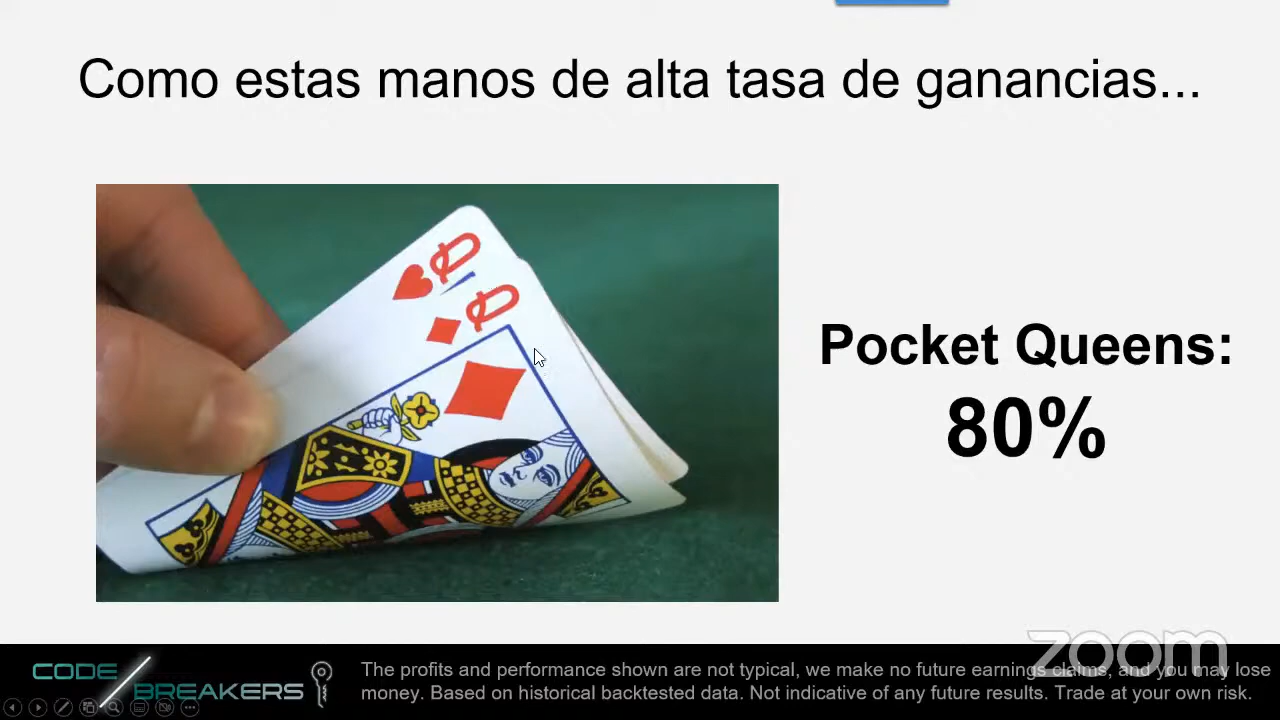 Como estas manos de alta tasa de ganancias...
Q
Q
Pocket Queens:
80%
zoom
CODE
BREAKERS
The profits and performance shown are not typical, we make no future earnings claims, and you may lose
money. Based on historical backtested data. Not indicative of any future results. Trade at your own risk.